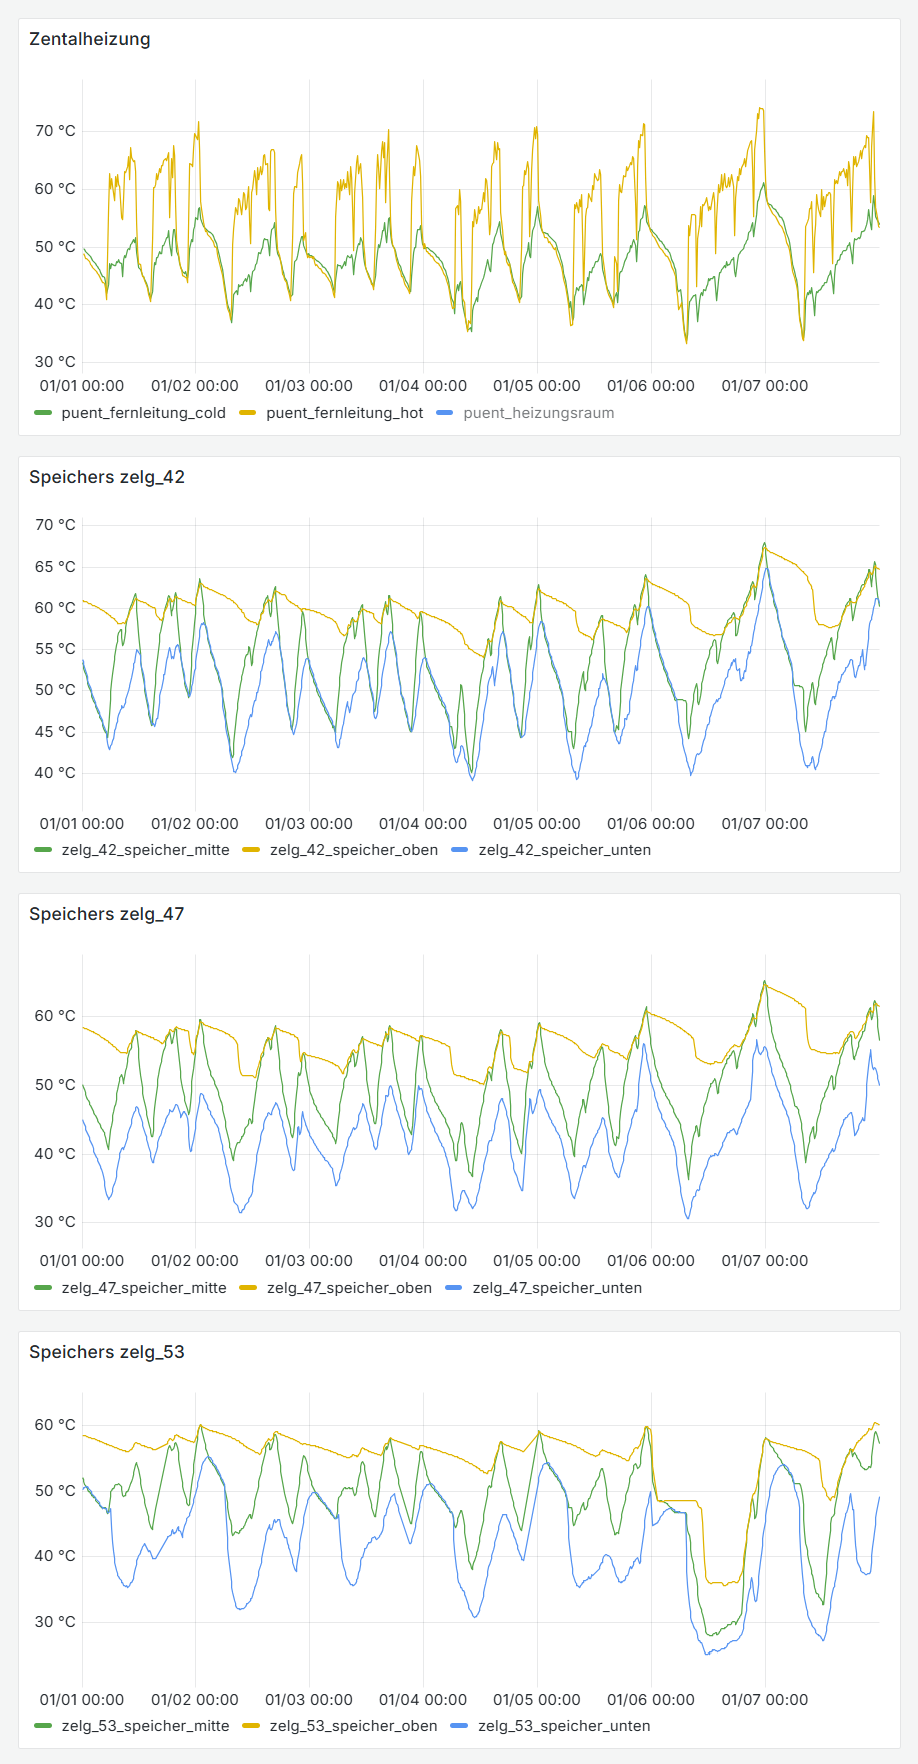 Zentalheizung
70 °C
60 °C
50 °C
40 °C
30 °C
01/01 00:00 01/02 00:00 01/03 00:00 01/04 00:00 01/05 00:00 01/06 00:00 01/07 00:00
puent_fernleitung_cold puent_fernleitung_hot puent_heizungsraum
Speichers zelg_42
70 °C
65 °C
60 °C
55 °C
50 °C
45 °C
40 °C
01/01 00:00 01/02 00:00 01/03 00:00 01/04 00:00 01/05 00:00 01/06 00:00 01/07 00:00
zelg_42_speicher_mitte zelg_42_speicher_oben zelg_42_speicher_unten
Speichers zelg_47
60 °C
50 °C
40 °C
30 °C
01/01 00:00 01/02 00:00 01/03 00:00 01/04 00:00 01/05 00:00 01/06 00:00 01/07 00:00
zelg_47_speicher_mitte zelg_47_speicher_oben zelg_47_speicher_unten
Speichers zelg_53
60 °C
50 °C
40 °C
30 °C
01/01 00:00 01/02 00:00 01/03 00:00 01/04 00:00 01/05 00:00 01/06 00:00 01/07 00:00
zelg_53_speicher_mitte zelg_53_speicher_oben zelg_53_speicher_unten